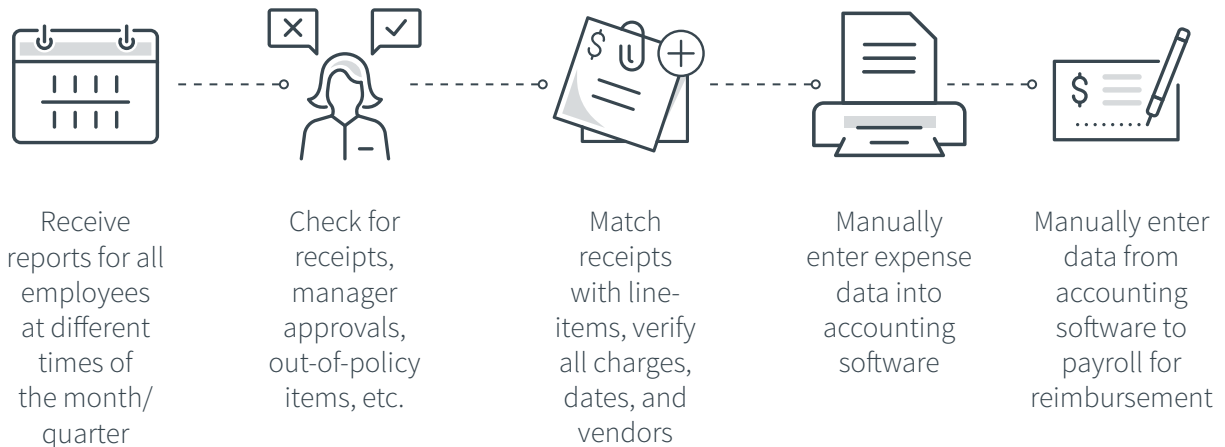 $
$
Receive
reports for all
employees
at different
times of
the month/
quarter
Check for
receipts,
manager
approvals,
out-of-policy
items, etc.
Match
receipts
with line-
items, verify
all charges,
dates, and
vendors
Manually
enter expense
data into
accounting
software
Manually enter
data from
accounting
software to
payroll for
reimbursement